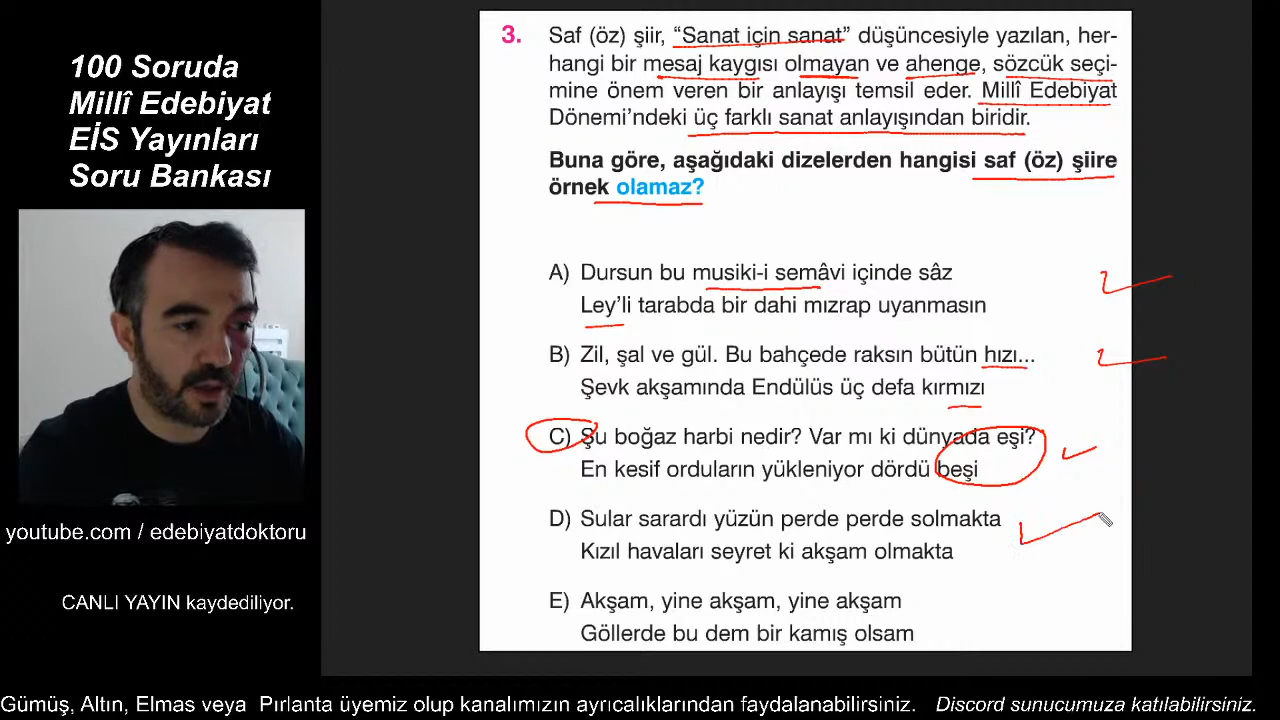 100 Soruda
Millî Edebiyat
EİS Yayınları
Soru Bankası
youtube.com / edebiyatdoktoru
CANLI YAYIN kaydediliyor.
3. Saf (öz) şiir, “Sanat için sanat” düşüncesiyle yazılan, her-
hangi bir mesaj kaygısı olmayan ve ahenge, sözcük seçi-
mine önem veren bir anlayışı temsil eder. Millî Edebiyat
Dönemi’ndeki üç farklı sanat anlayışından biridir.
Buna göre, aşağıdaki dizelerden hangisi saf (öz) şiire
örnek olamaz?
A) Dursun bu musiki-i semâvi içinde sâz
Ley’li tarabda bir dahi mızrap uyanmasın
B) Zil, şal ve gül. Bu bahçede raksın bütün hızı...
Şevk akşamında Endülüs üç defa kırmızı
C) Şu boğaz harbi nedir? Var mı ki dünyada eşi?
En kesif orduların yükleniyor dördü beşi
D) Sular sarardı yüzün perde perde solmakta
Kızıl havaları seyret ki akşam olmakta
E) Akşam, yine akşam, yine akşam
Göllerde bu dem bir kamış olsam
Gümüş, Altın, Elmas veya Pırlanta üyemiz olup kanalımızın ayrıcalıklarından faydalanabilirsiniz. Discord sunucumuza katılabilirsiniz.